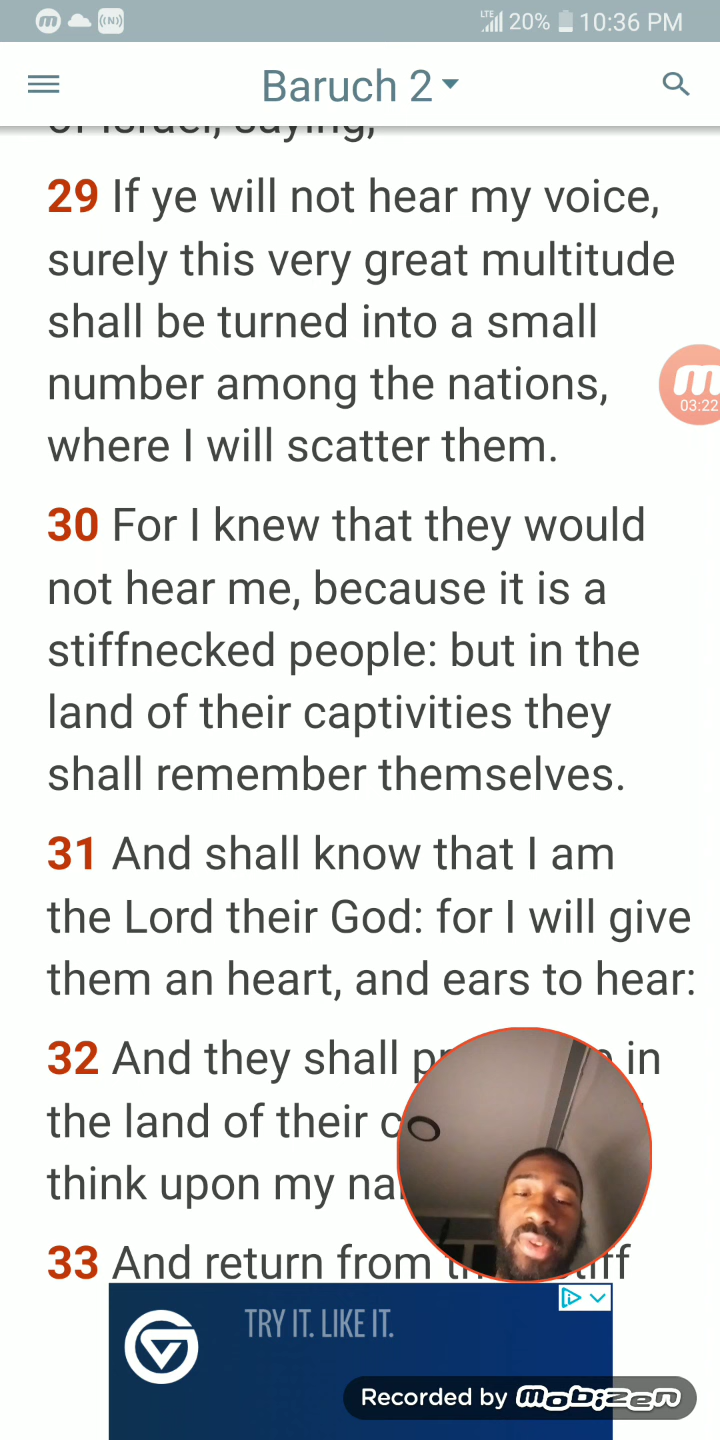 LTE 20% 10:36 PM
Baruch 2
of Israel, saying,
29 If ye will not hear my voice,
surely this very great multitude
shall be turned into a small
number among the nations,
where I will scatter them.
03:22
30 For I knew that they would
not hear me, because it is a
stiffnecked people: but in the
land of their captivities they
shall remember themselves.
31 And shall know that I am
the Lord their God: for I will give
them an heart, and ears to hear:
32 And they shall in
the land of their
think upon my
33 And return from
TRY IT. LIKE IT.
Recorded by Mobizen